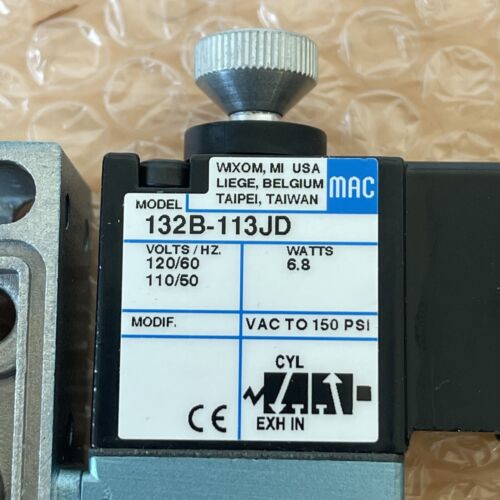 WIXOM, MI USA
LIEGE, BELGIUM
TAIPEI, TAIWAN
MAC
MODEL
132B-113JD
VOLTS / HZ.
120/60
110/50
WATTS
6.8
MODIF.
VAC TO 150 PSI
CYL
EXH IN
CE